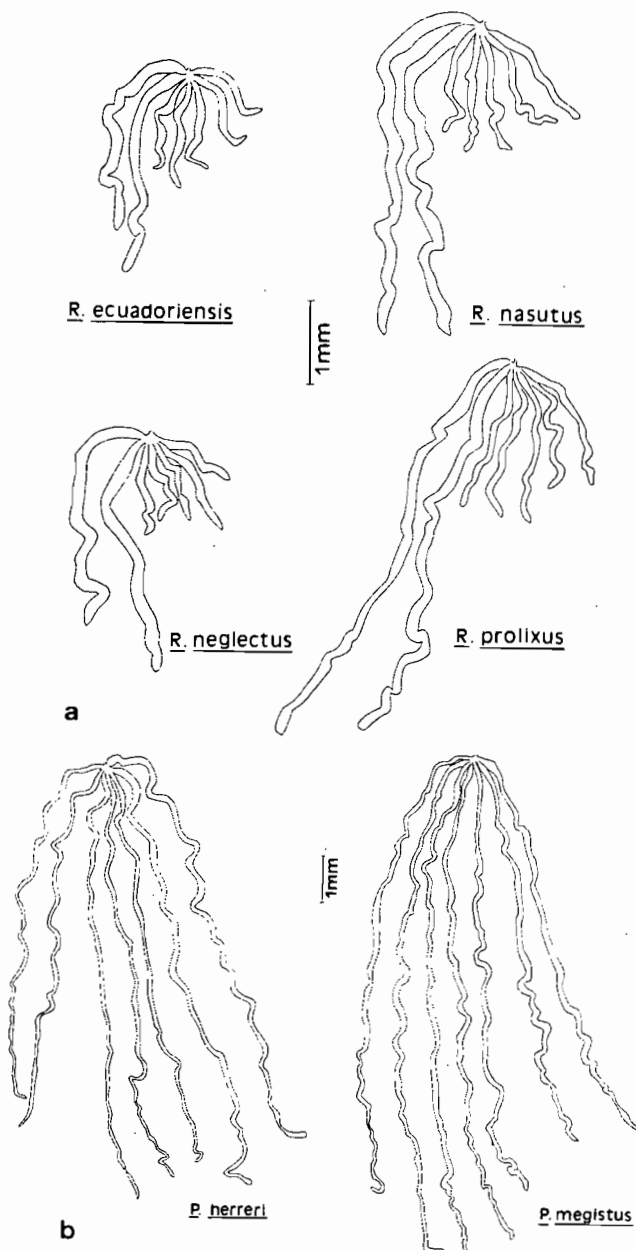 R. ecuadoriensis
R. nasutus
1mm
R. neglectus
R. prolixus
a
1mm
P. herreri
P. megistus
b